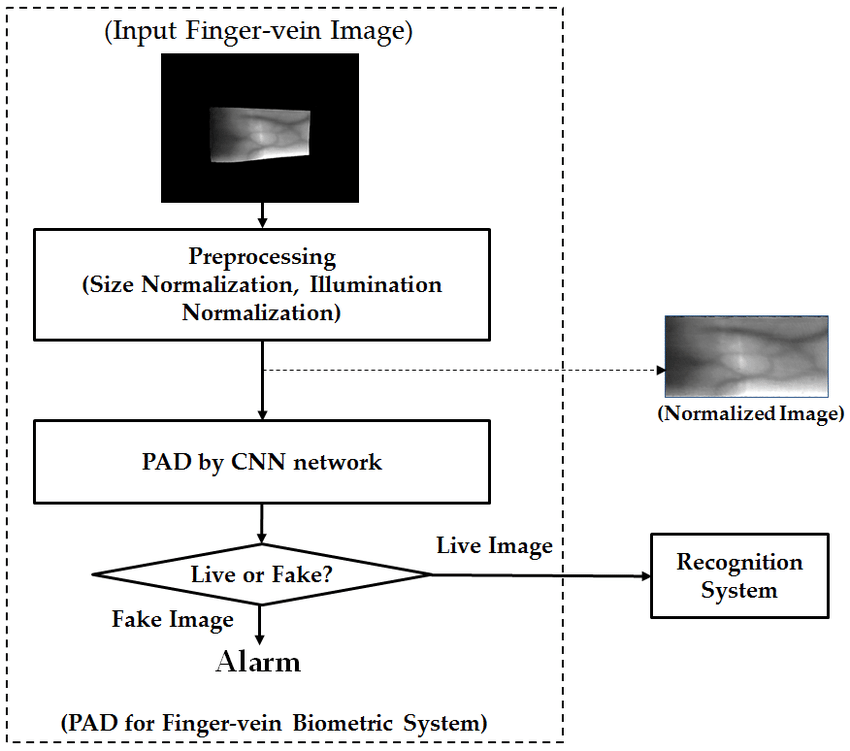 (Input Finger-vein Image)
Preprocessing
(Size Normalization, Illumination
Normalization)
(Normalized Image)
PAD by CNN network
Live or Fake?
Live Image
Recognition
System
Fake Image
Alarm
(PAD for Finger-vein Biometric System)